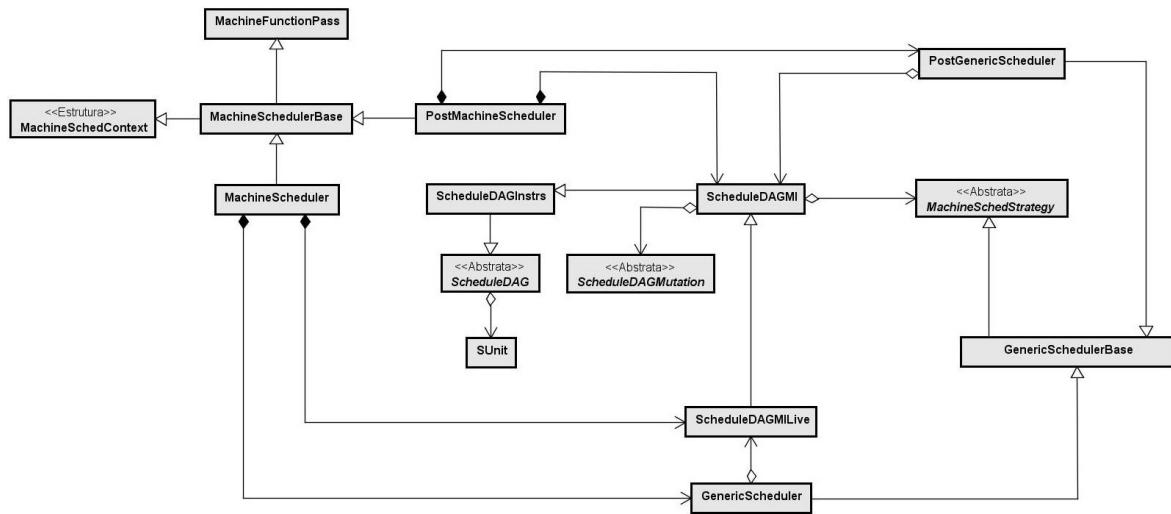 MachineFunctionPass
PostGenericScheduler
<<Estrutura>>
MachineSchedContext
MachineSchedulerBase
PostMachineScheduler
MachineScheduler
ScheduleDAGInstrs
ScheduleDAGMI
<<Abstrata>>
MachineSchedStrategy
<<Abstrata>>
ScheduleDAG
<<Abstrata>>
ScheduleDAGMutation
SUnit
GenericSchedulerBase
ScheduleDAGMILive
GenericScheduler